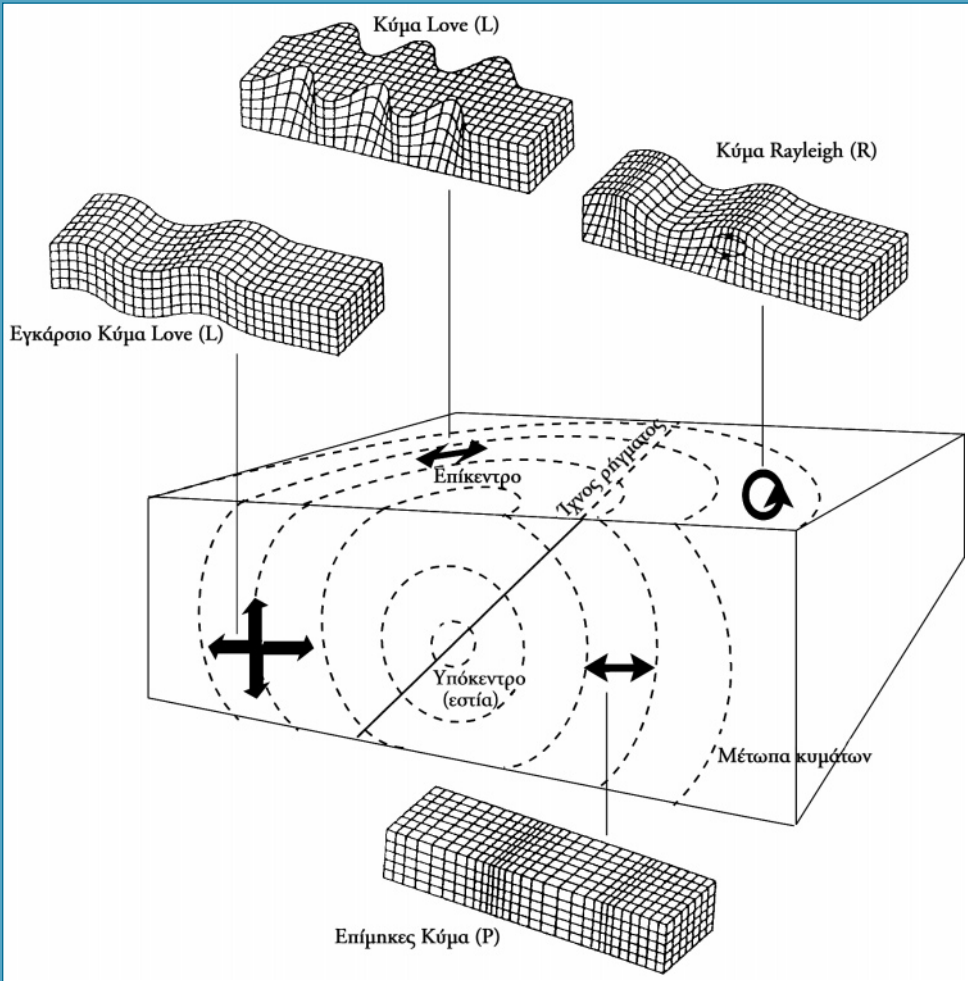 Κύμα Love (L)
Κύμα Rayleigh (R)
Εγκάρσιο Κύμα Love (L)
Ίχνος ρήγματος
Επίκεντρο
Υπόκεντρο
(εστία)
Μέτωπα κυμάτων
Επίμηκες Κύμα (P)